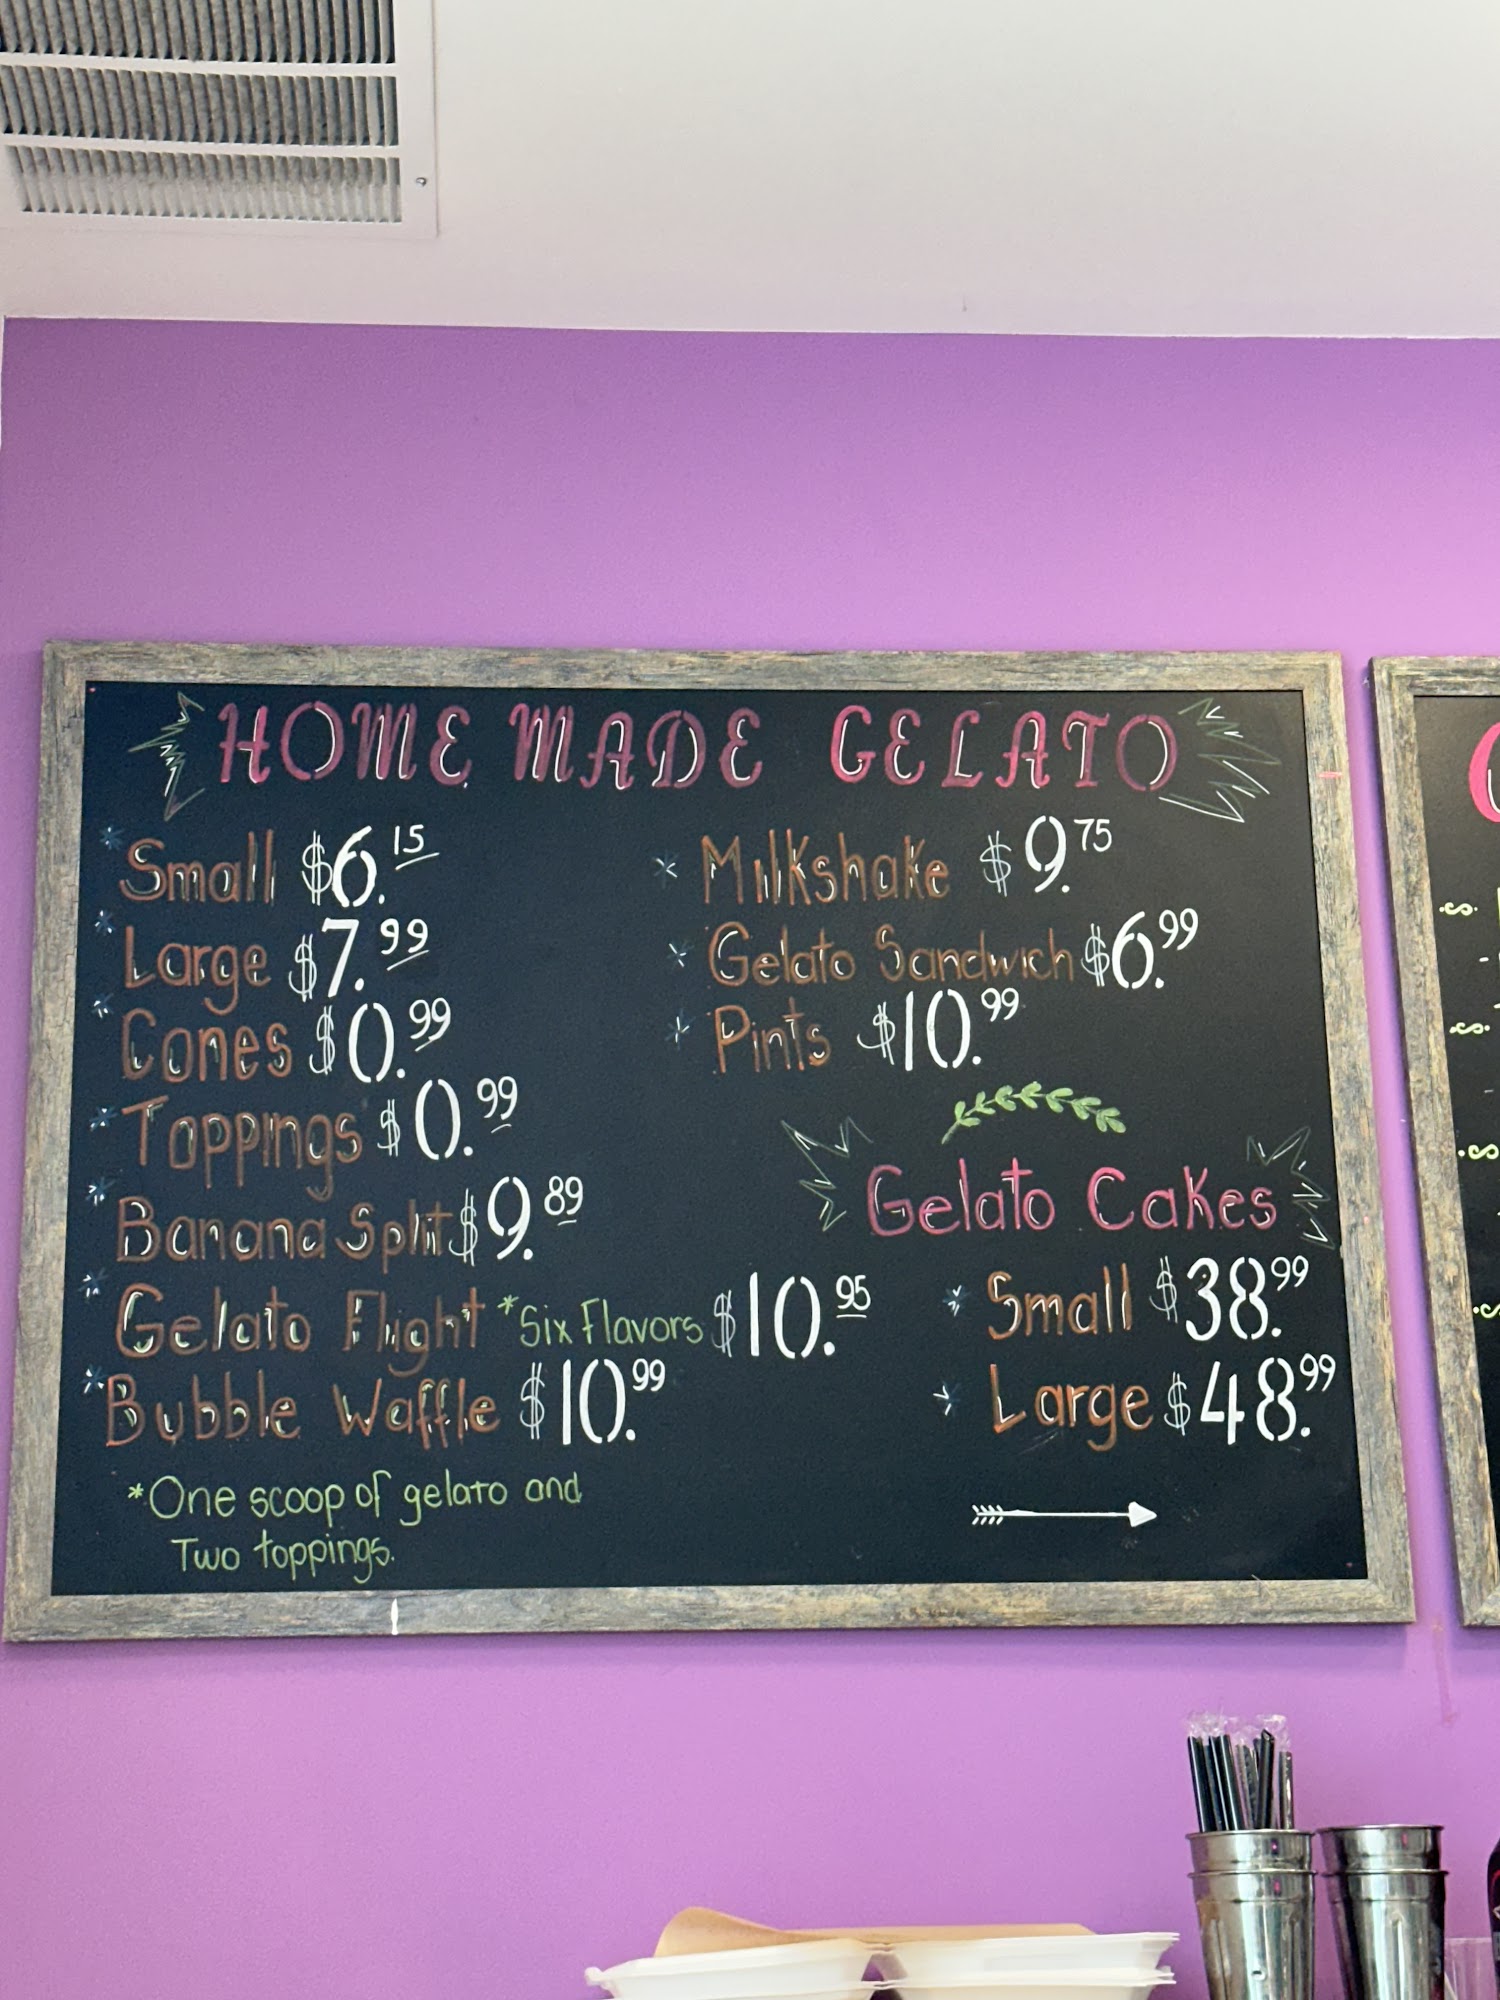 HOME MADE GELATO
* Small $6.15
* Large $7.99
* Cones $0.99
* Toppings $0.99
* Banana Split $9.89
* Gelato Flight *Six Flavors $10.95
* Bubble Waffle $10.99
*One scoop of gelato and
Two toppings.
* Milkshake $9.75
* Gelato Sandwich $6.99
* Pints $10.99
Gelato Cakes
* Small $38.99
* Large $48.99